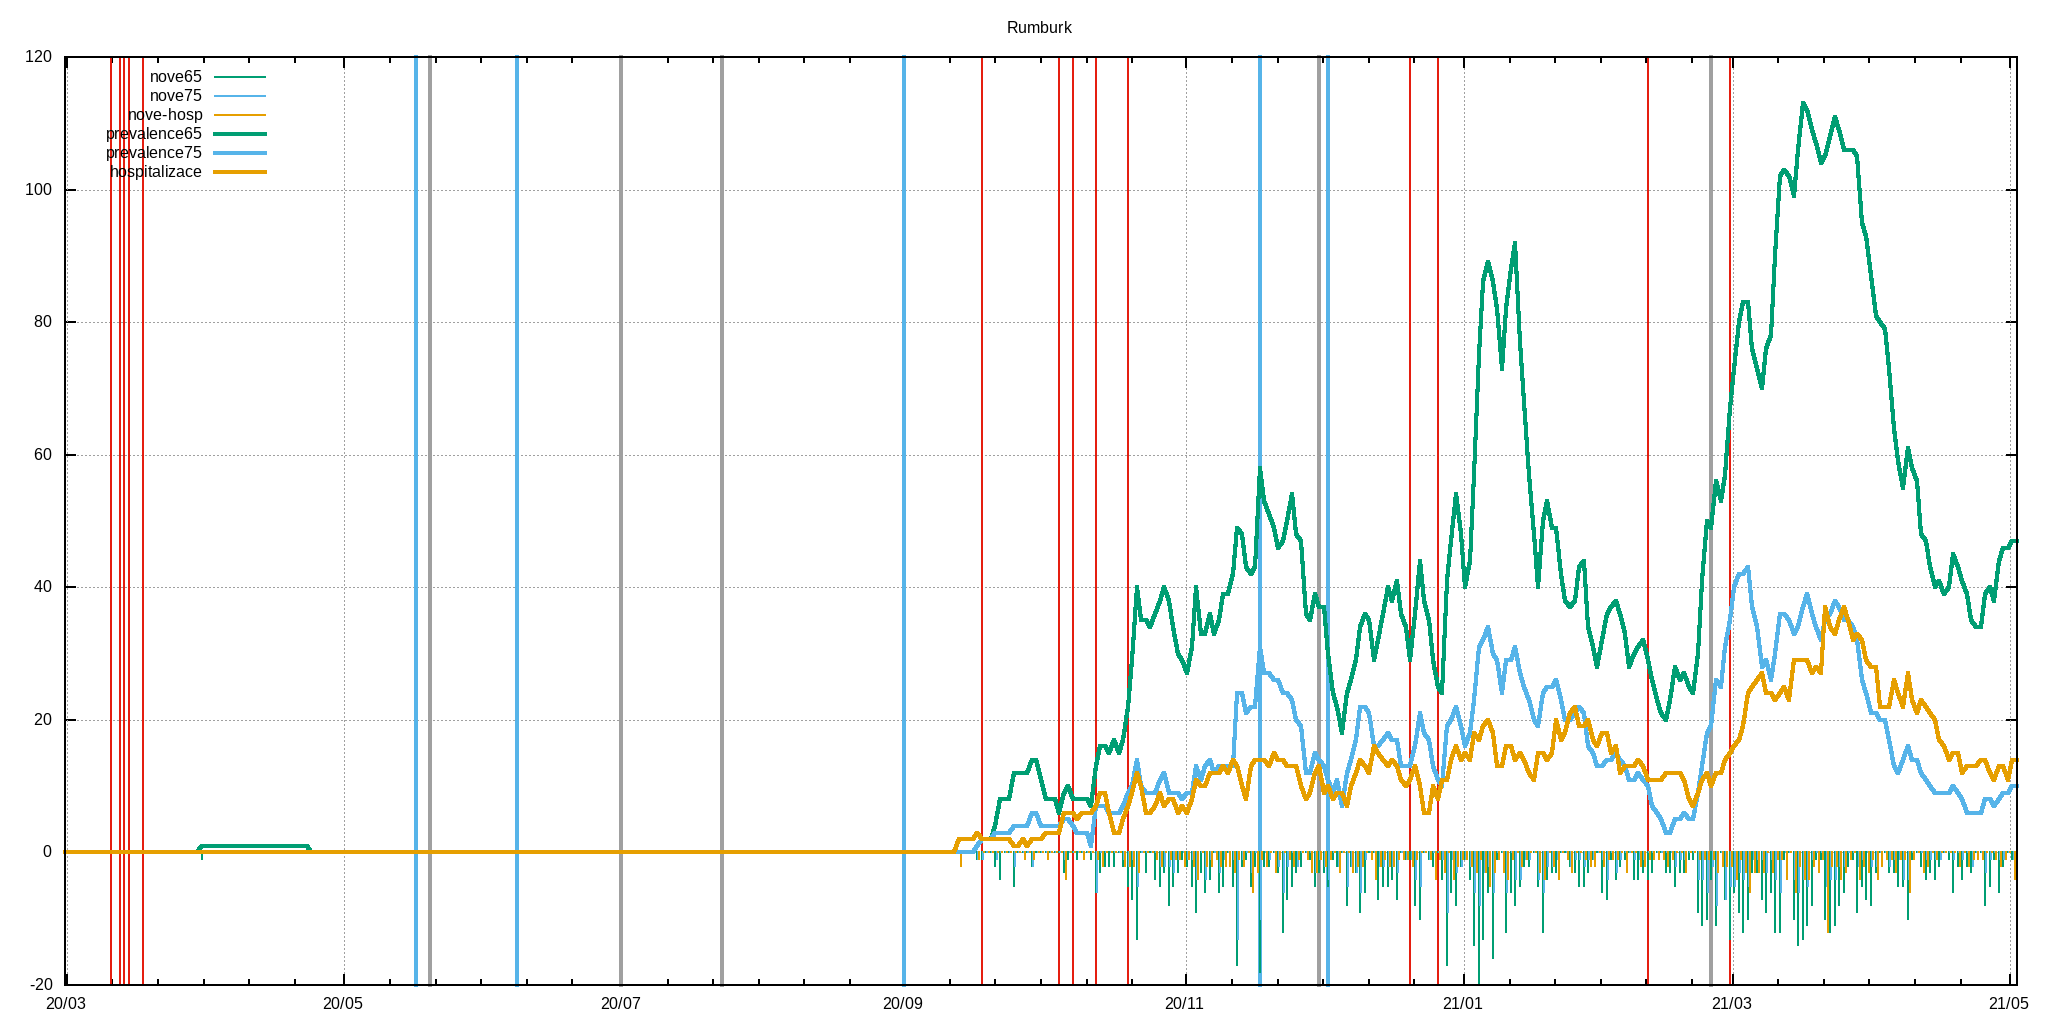 Rumburk
120
100
80
60
40
20
0
-20
nove65
nove75
nove-hosp
prevalence65
prevalence75
hospitalizace
20/03 20/05 20/07 20/09 20/11 21/01 21/03 21/05